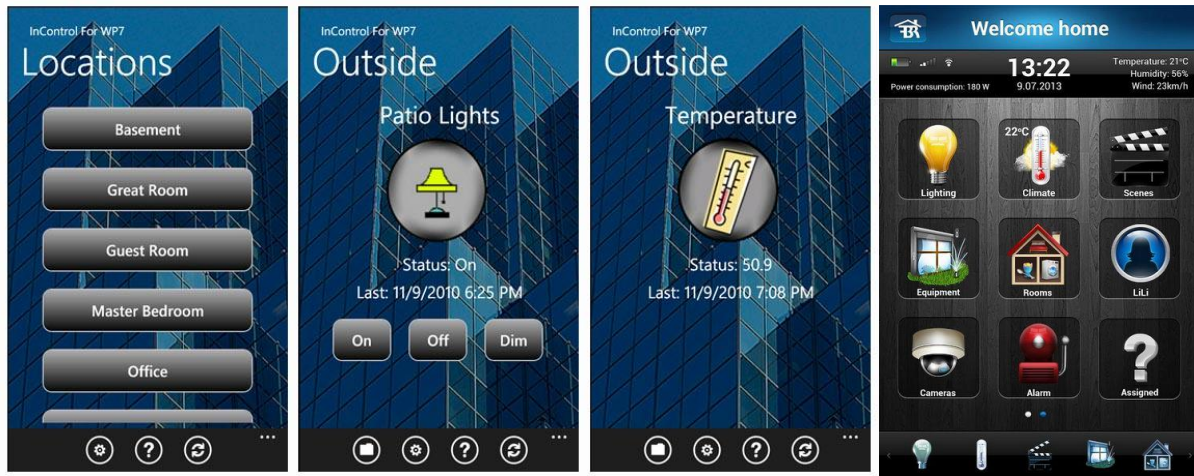 InControl For WP7
Locations
Basement
Great Room
Guest Room
Master Bedroom
Office
InControl For WP7
Outside
Patio Lights
Status: On
Last: 11/9/2010 6:25 PM
On
Off
Dim
InControl For WP7
Outside
Temperature
Status: 50.9
Last: 11/9/2010 7:08 PM
Welcome home
Power consumption: 180 W
13:22
9.07.2013
Temperature: 21°C
Humidity: 56%
Wind: 23km/h
Lighting
22°C
Climate
Scenes
Equipment
Rooms
LiLi
Cameras
Alarm
Assigned